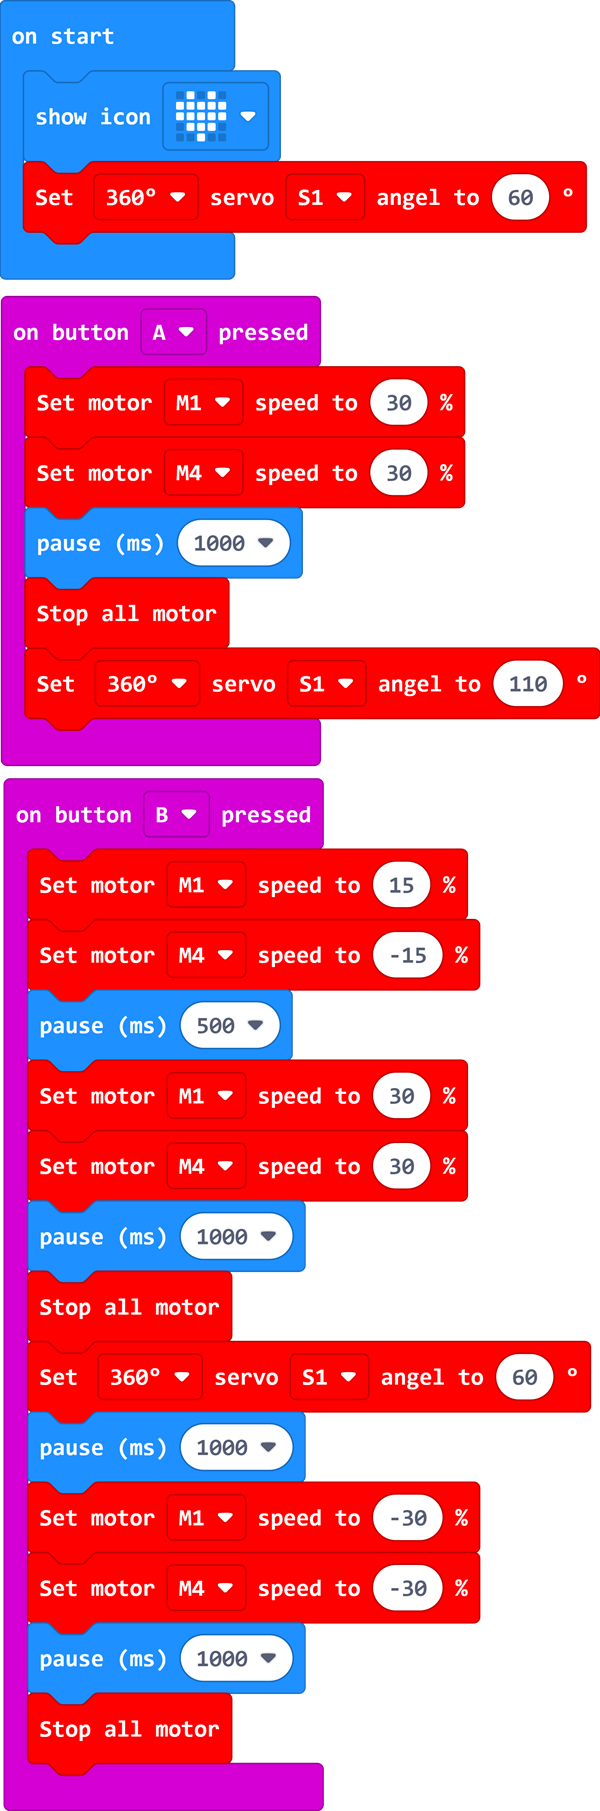 on start
show icon
Set 360° servo S1 angel to 60 °
on button A pressed
Set motor M1 speed to 30 %
Set motor M4 speed to 30 %
pause (ms) 1000
Stop all motor
Set 360° servo S1 angel to 110 °
on button B pressed
Set motor M1 speed to 15 %
Set motor M4 speed to -15 %
pause (ms) 500
Set motor M1 speed to 30 %
Set motor M4 speed to 30 %
pause (ms) 1000
Stop all motor
Set 360° servo S1 angel to 60 °
pause (ms) 1000
Set motor M1 speed to -30 %
Set motor M4 speed to -30 %
pause (ms) 1000
Stop all motor